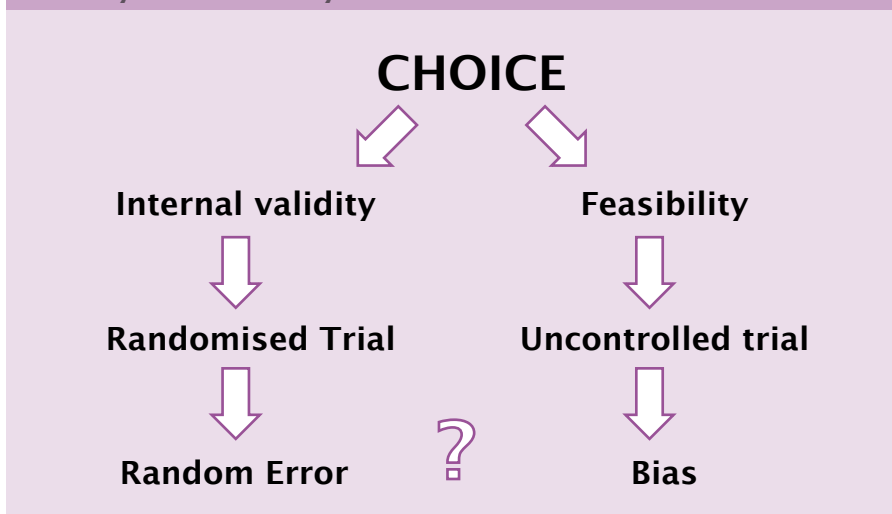 CHOICE
Internal validity Feasibility
Randomised Trial Uncontrolled trial
Random Error ? Bias